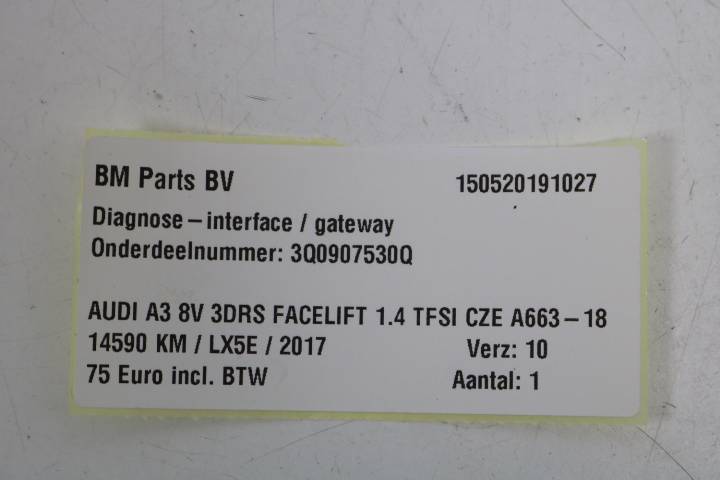 BM Parts BV 150520191027
Diagnose-interface / gateway
Onderdeelnummer: 3Q0907530Q
AUDI A3 8V 3DRS FACELIFT 1.4 TFSI CZE A663-18
14590 KM / LX5E / 2017 Verz: 10
75 Euro incl. BTW Aantal: 1